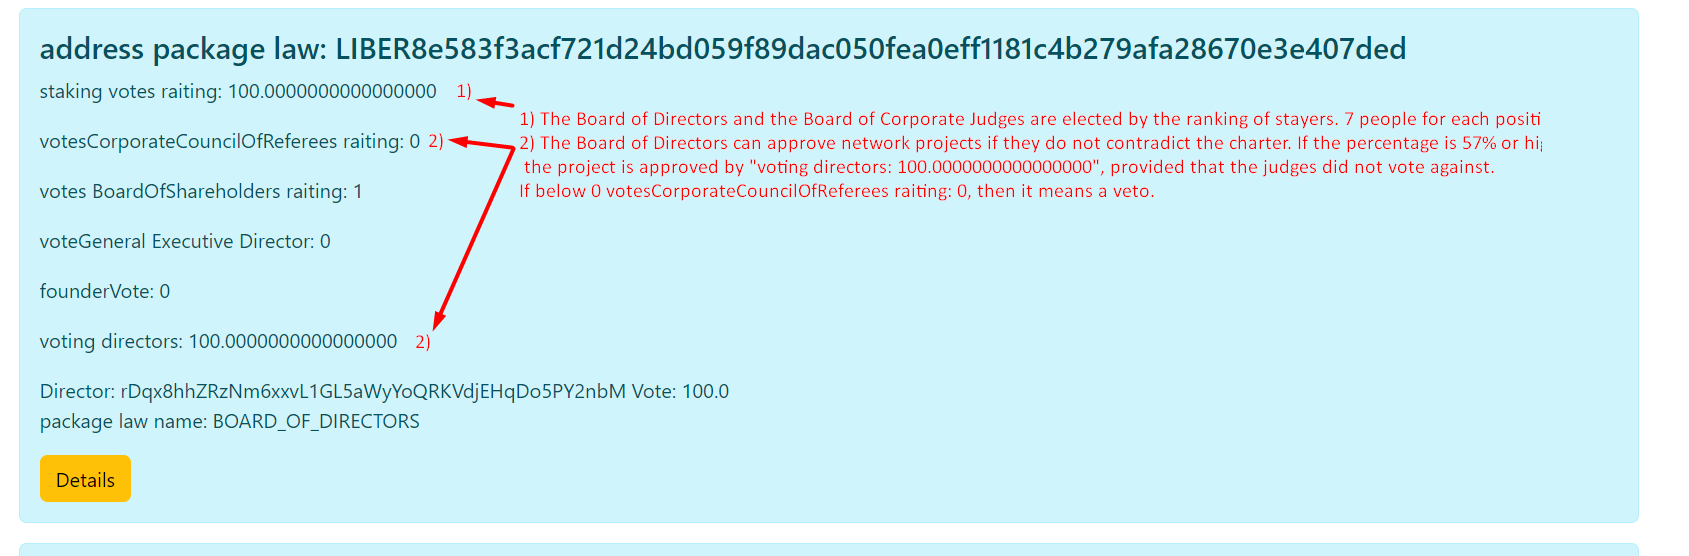 address package law: LIBER8e583f3acf721d24bd059f89dac050fea0eff1181c4b279afa28670e3e407ded
staking votes raiting: 100.0000000000000000 1)
1) The Board of Directors and the Board of Corporate Judges are elected by the ranking of stayers. 7 people for each
votesCorporateCouncilOfReferees raiting: 0 2)
2) The Board of Directors can approve network projects if they do not contradict the charter. If the percentage is 57% or
the project is approved by "voting directors: 100.0000000000000000", provided that the judges did not vote against.
If below 0 votesCorporateCouncilOfReferees raiting: 0, then it means a veto.
votes BoardOfShareholders raiting: 1
voteGeneral Executive Director: 0
founderVote: 0
voting directors: 100.0000000000000000 2)
Director: rDqx8hhZRzNm6xxvL1GL5aWyYoQRKVdjEHqDo5PY2nbM Vote: 100.0
package law name: BOARD_OF_DIRECTORS
Details